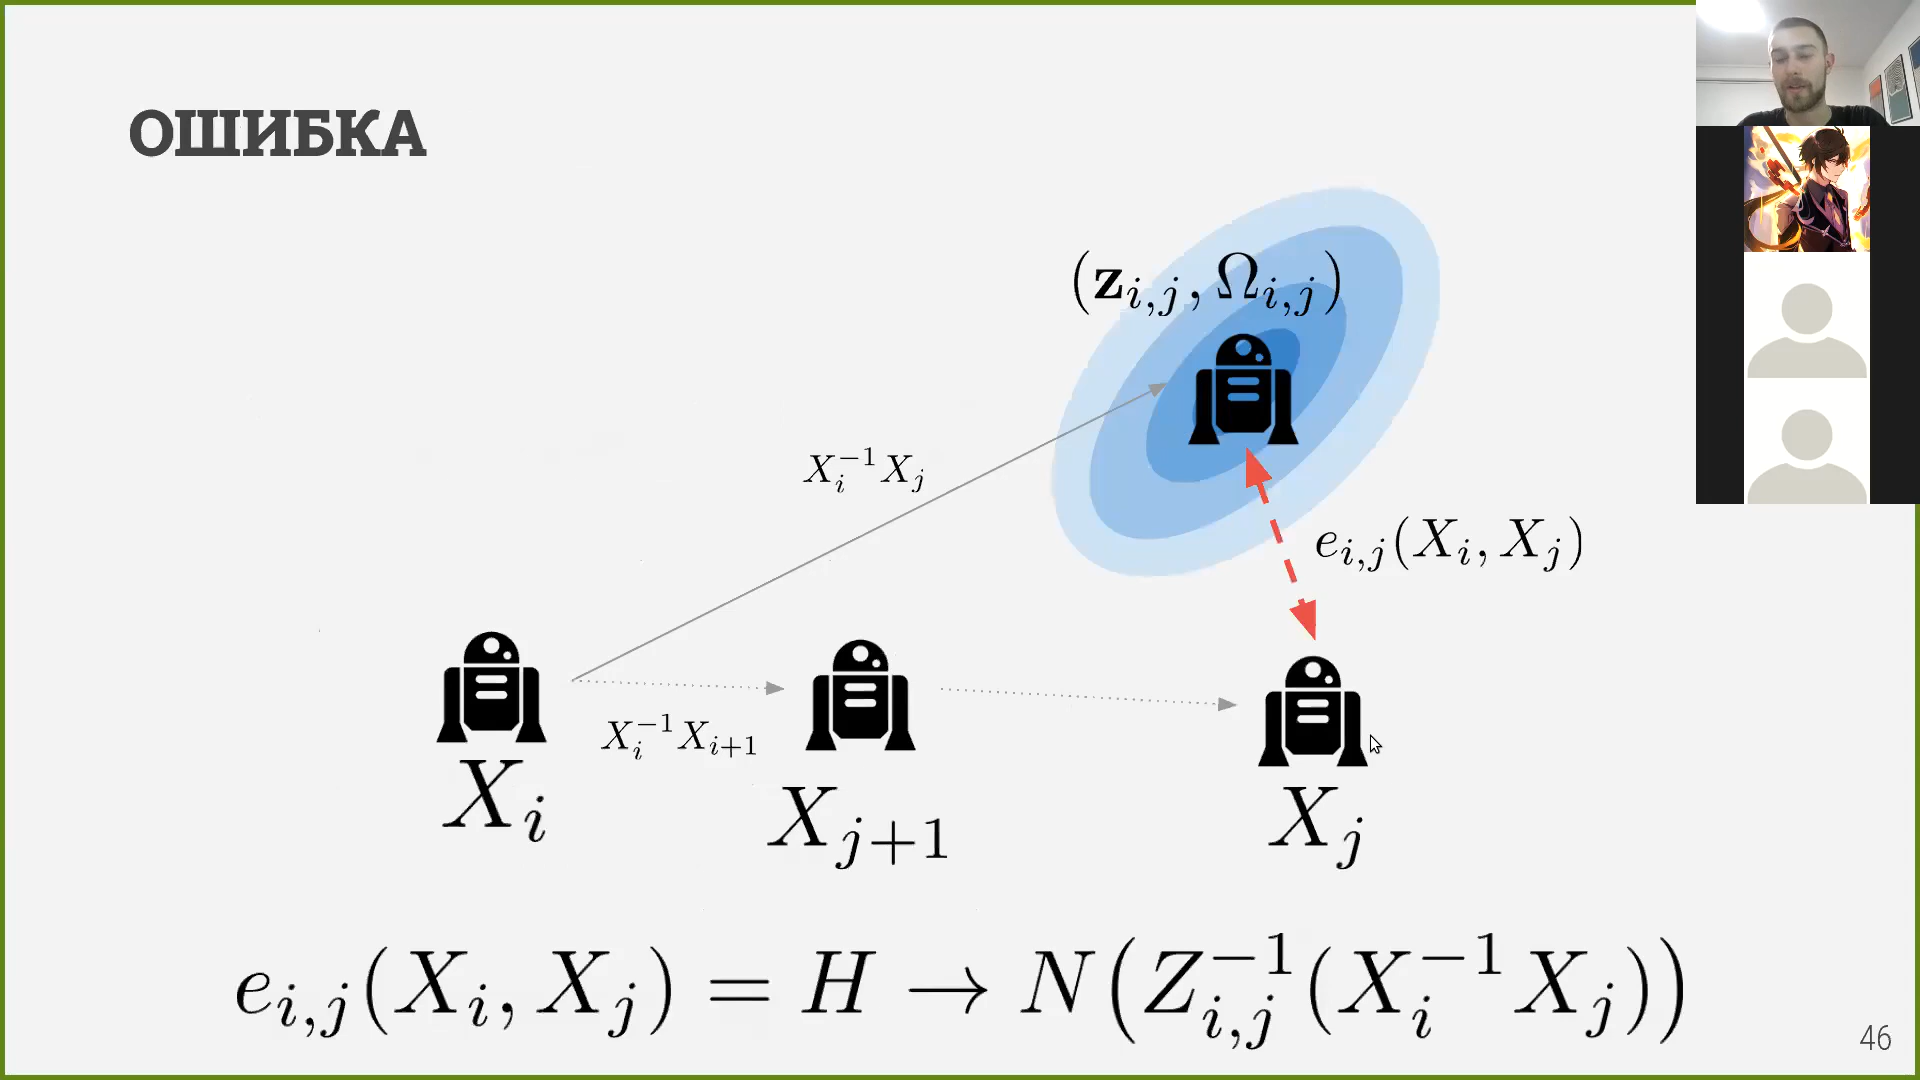 ОШИБКА
(z_{i,j}, Ω_{i,j})
X_i^{-1}X_j
e_{i,j}(X_i, X_j)
X_i^{-1}X_{i+1}
X_i
X_{j+1}
X_j
e_{i,j}(X_i, X_j) = H → N(Z_{i,j}^{-1}(X_i^{-1}X_j))
46